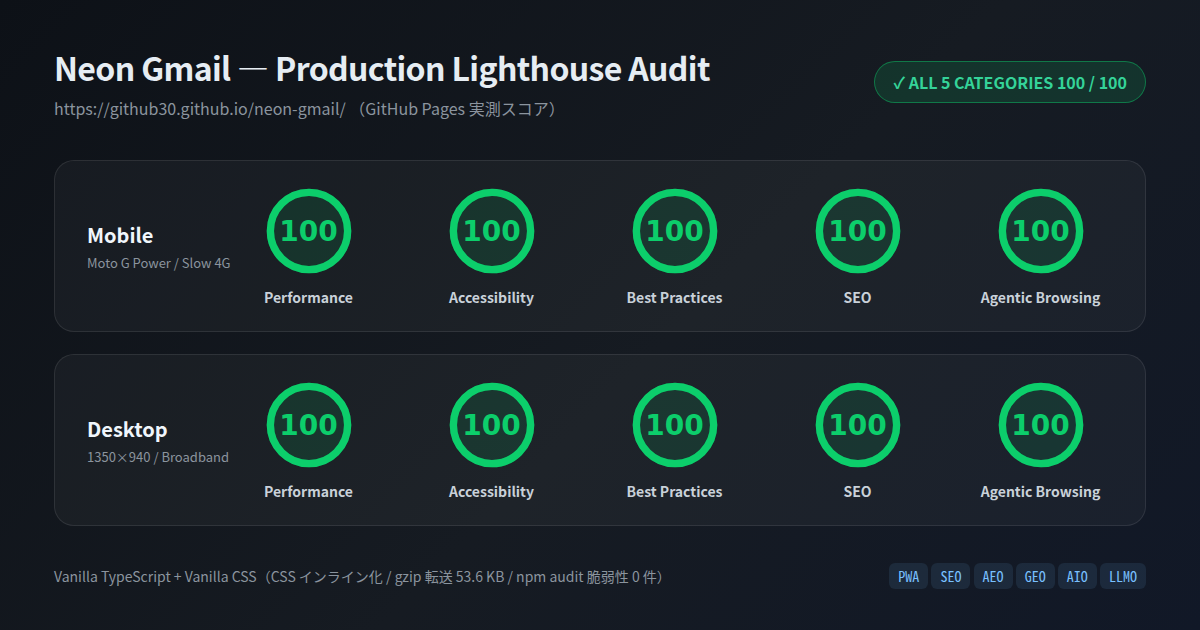 Neon Gmail — Production Lighthouse Audit
https://github30.github.io/neon-gmail/ （GitHub Pages 実測スコア）
✓ ALL 5 CATEGORIES 100 / 100
Mobile
Moto G Power / Slow 4G
100 100 100 100 100
Performance Accessibility Best Practices SEO Agentic Browsing
Desktop
1350×940 / Broadband
100 100 100 100 100
Performance Accessibility Best Practices SEO Agentic Browsing
Vanilla TypeScript + Vanilla CSS（CSS インライン化 / gzip 転送 53.6 KB / npm audit 脆弱性 0 件）
PWA SEO AEO GEO AIO LLMO